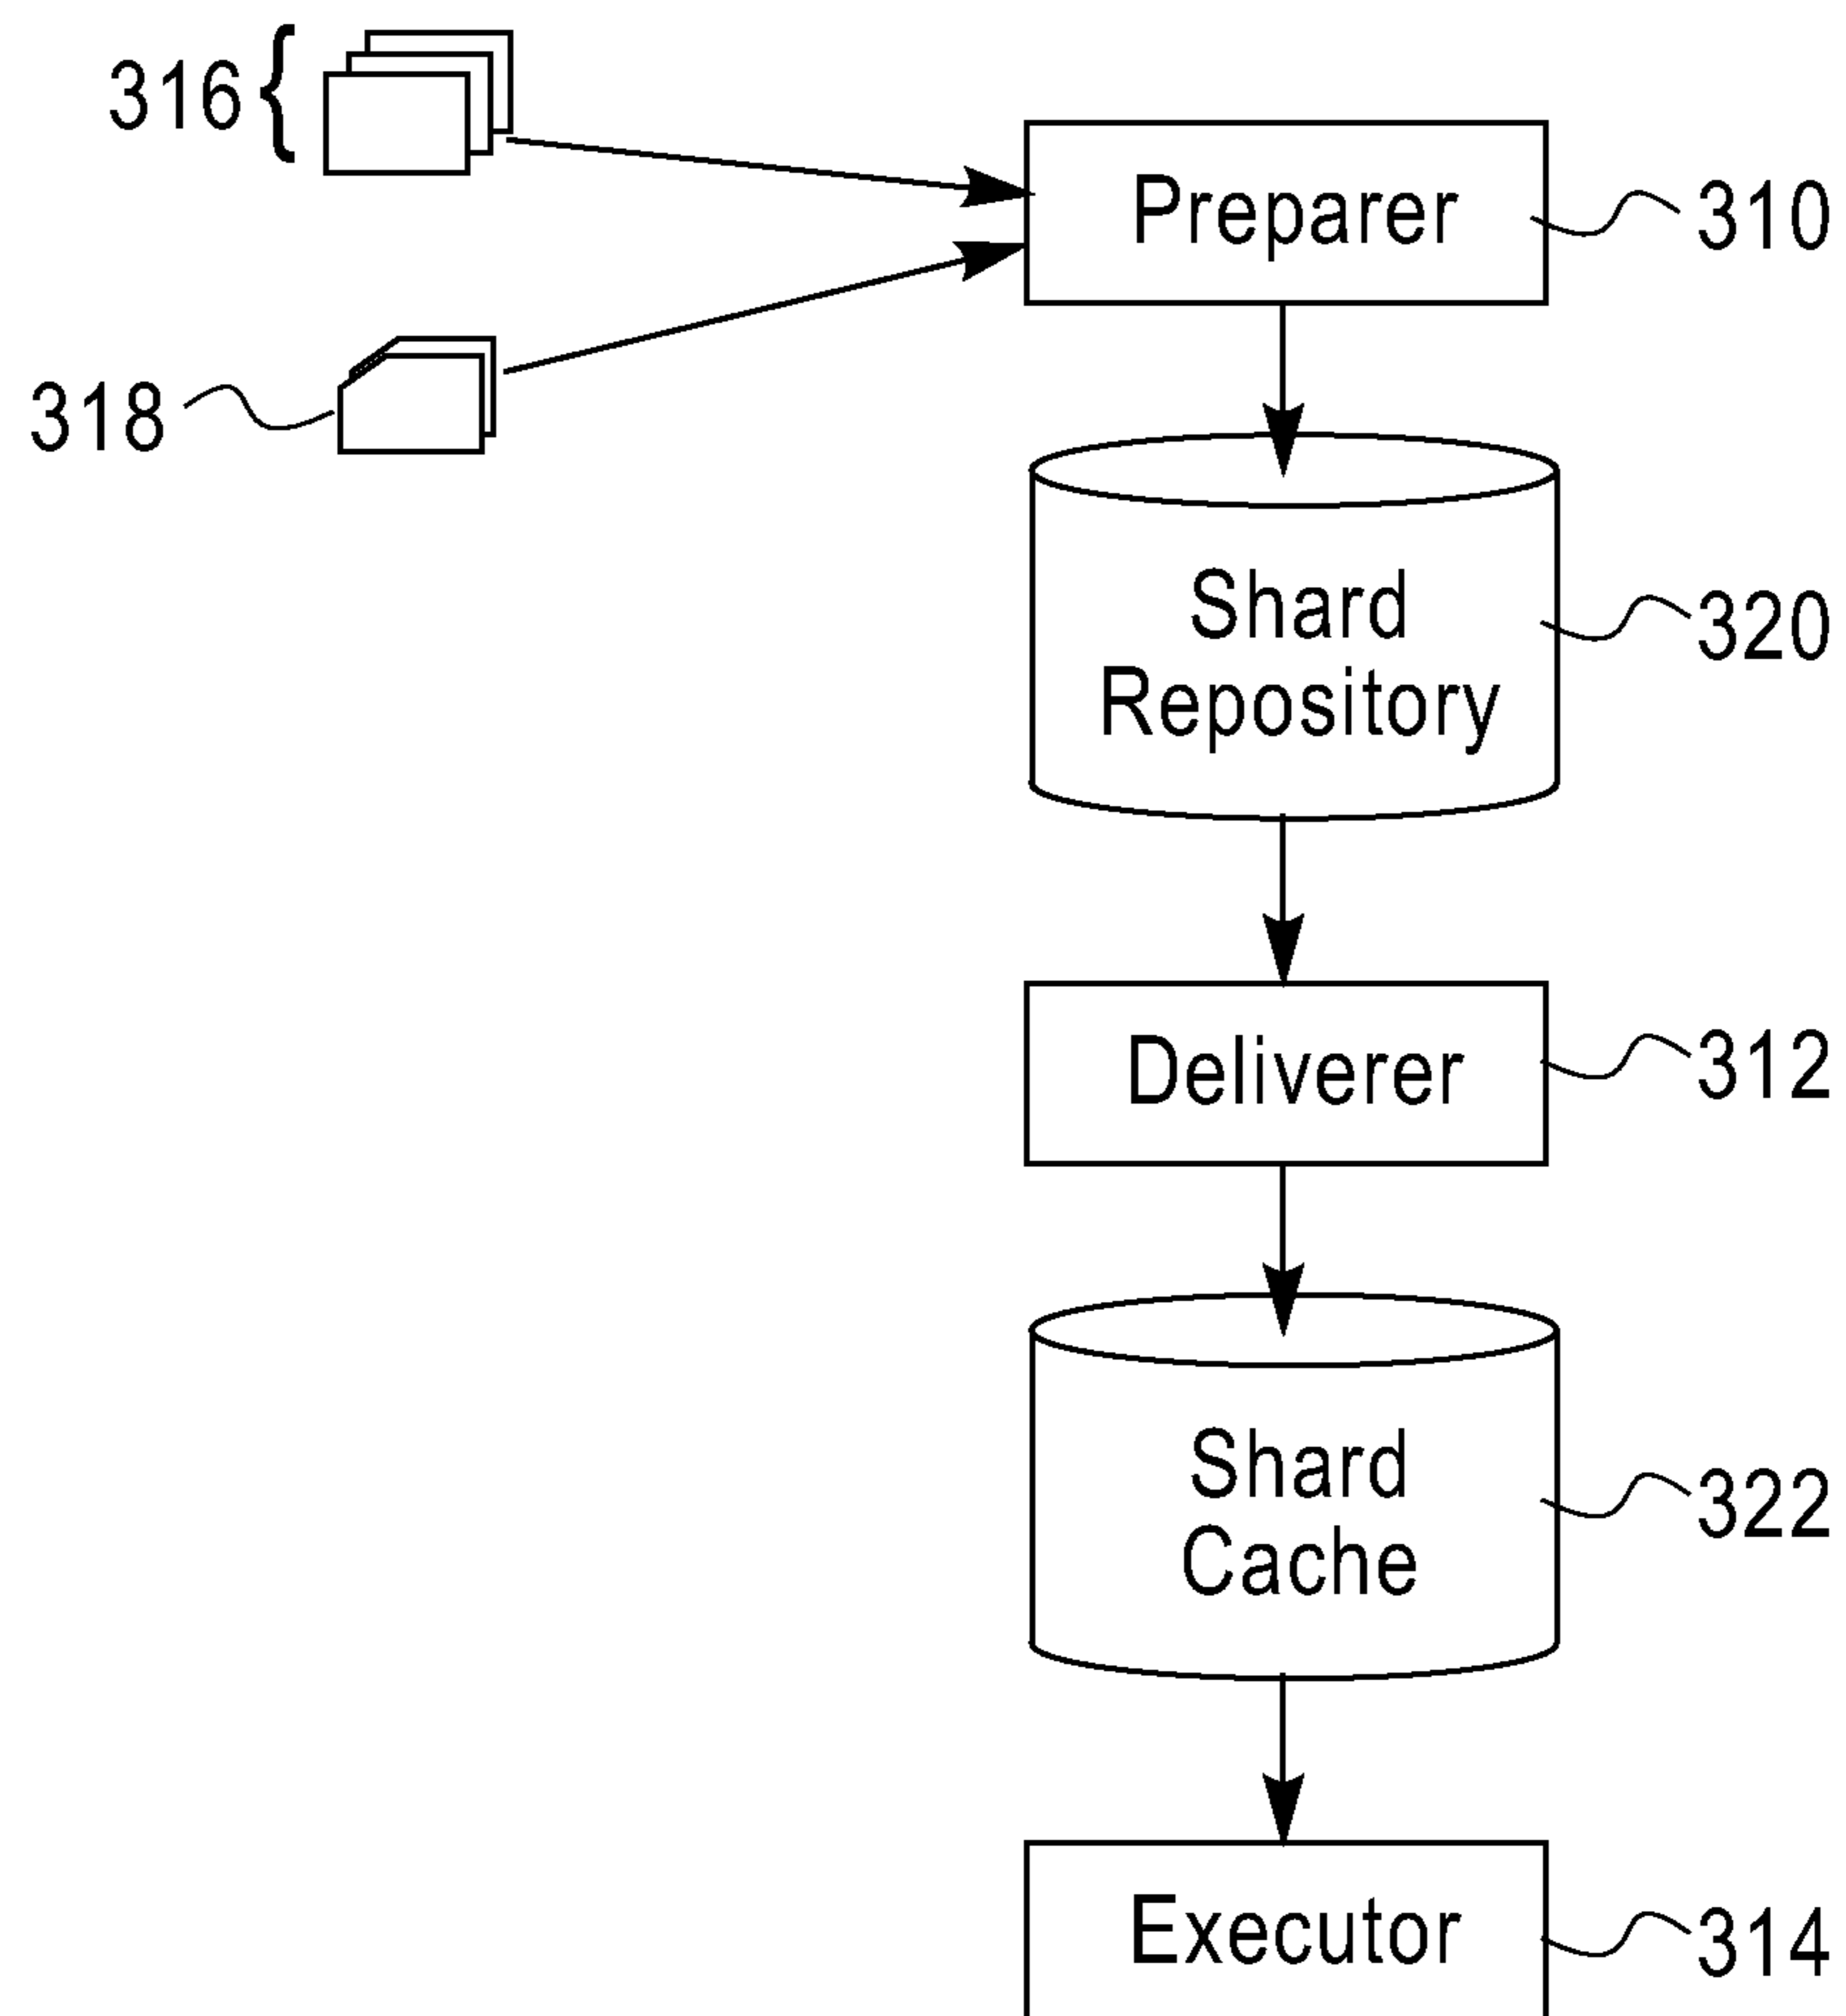 316
Preparer
310
318
Shard
Repository
320
Deliverer
312
Shard
Cache
322
Executor
314